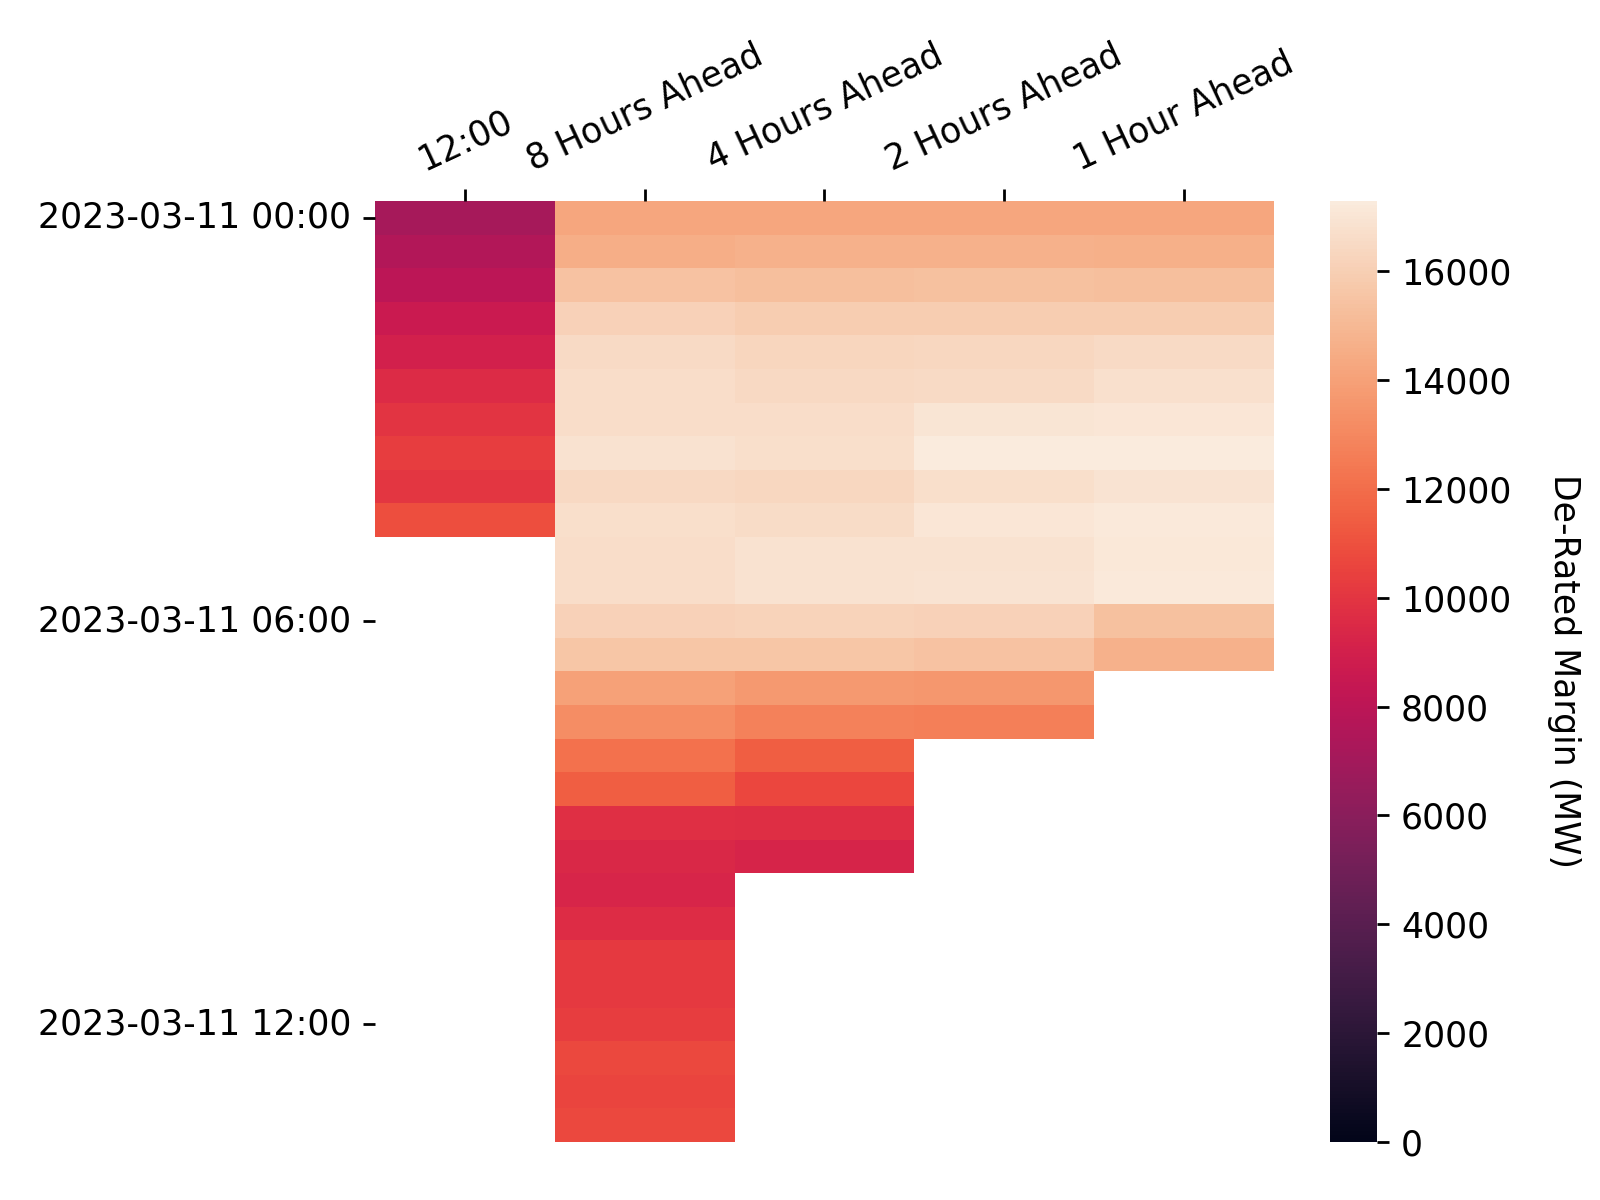 12:00
8 Hours Ahead
4 Hours Ahead
2 Hours Ahead
1 Hour Ahead
2023-03-11 00:00
2023-03-11 06:00
2023-03-11 12:00
16000
14000
12000
10000
8000
6000
4000
2000
0
De-Rated Margin (MW)